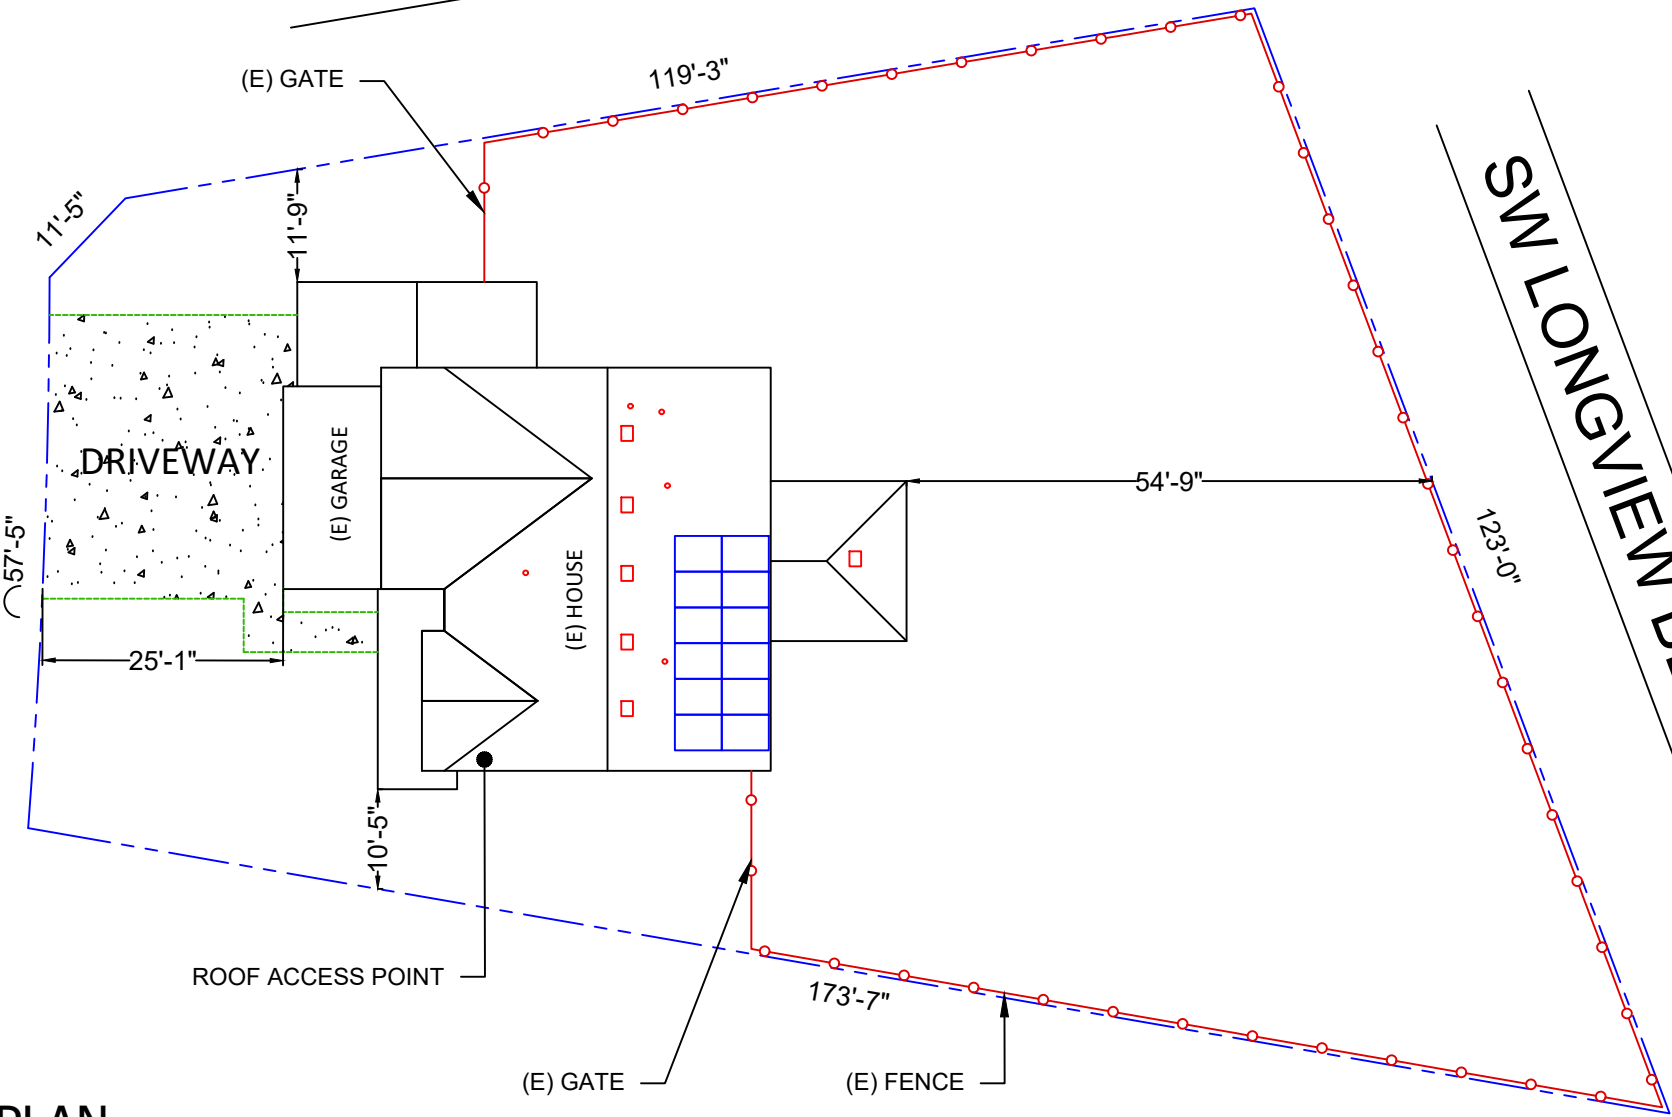 (E) GATE
119'-3"
11'-5"
11'-9"
SW LONGVIEW
DRIVEWAY
(E) GARAGE
(E) HOUSE
54'-9"
123'-0"
57'-5"
25'-1"
10'-5"
ROOF ACCESS POINT
173'-7"
(E) GATE
(E) FENCE
PLAN